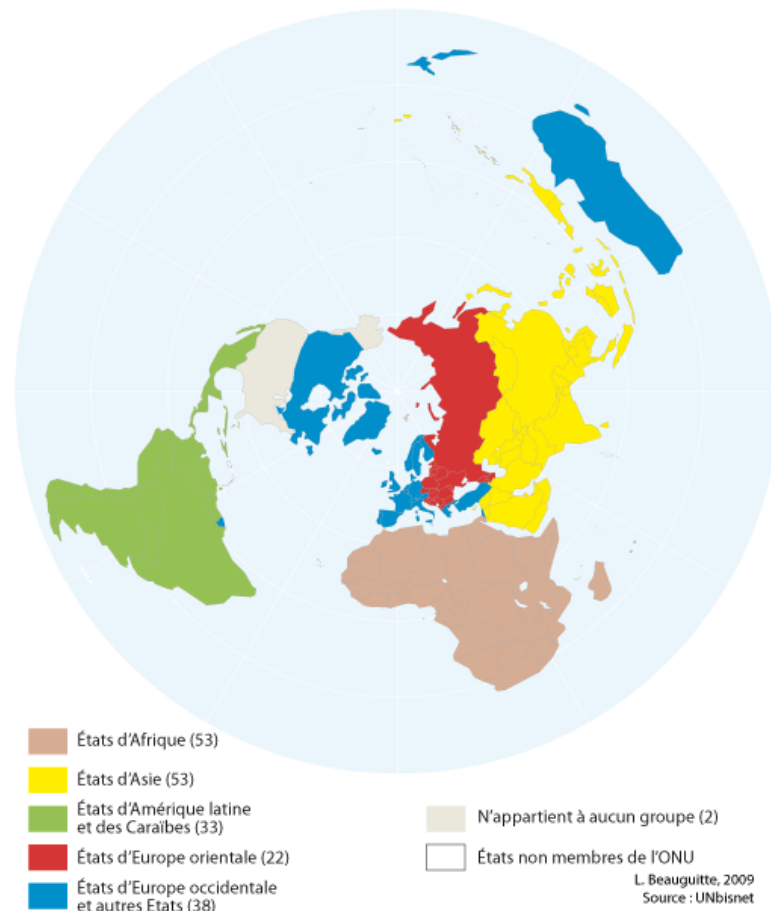 États d'Afrique (53)
États d'Asie (53)
États d'Amérique latine
et des Caraïbes (33)
États d'Europe orientale (22)
États d'Europe occidentale
et autres Etats (38)
N'appartient à aucun groupe (2)
États non membres de l'ONU
L. Beauguitte, 2009
Source : UNbisnet